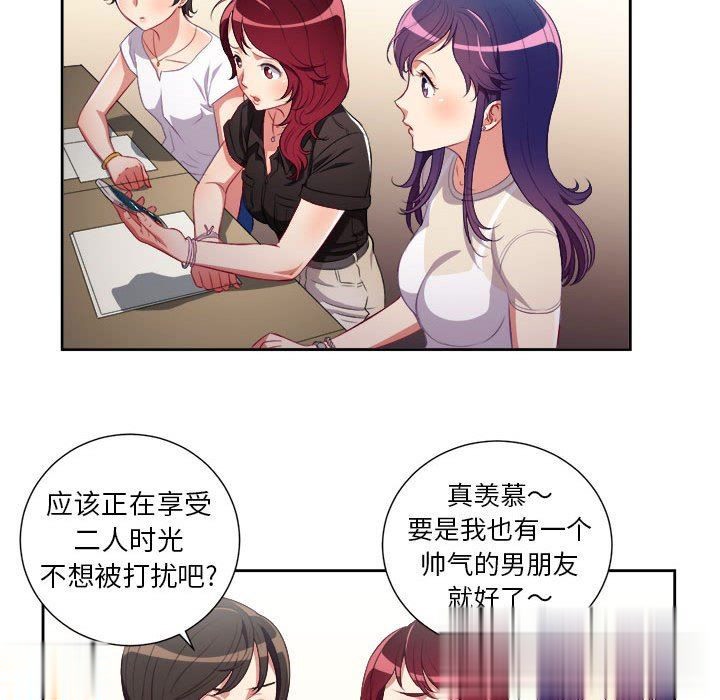 应该正在享受
二人时光
不想被打扰吧?
真羡慕～
要是我也有一个
帅气的男朋友
就好了～